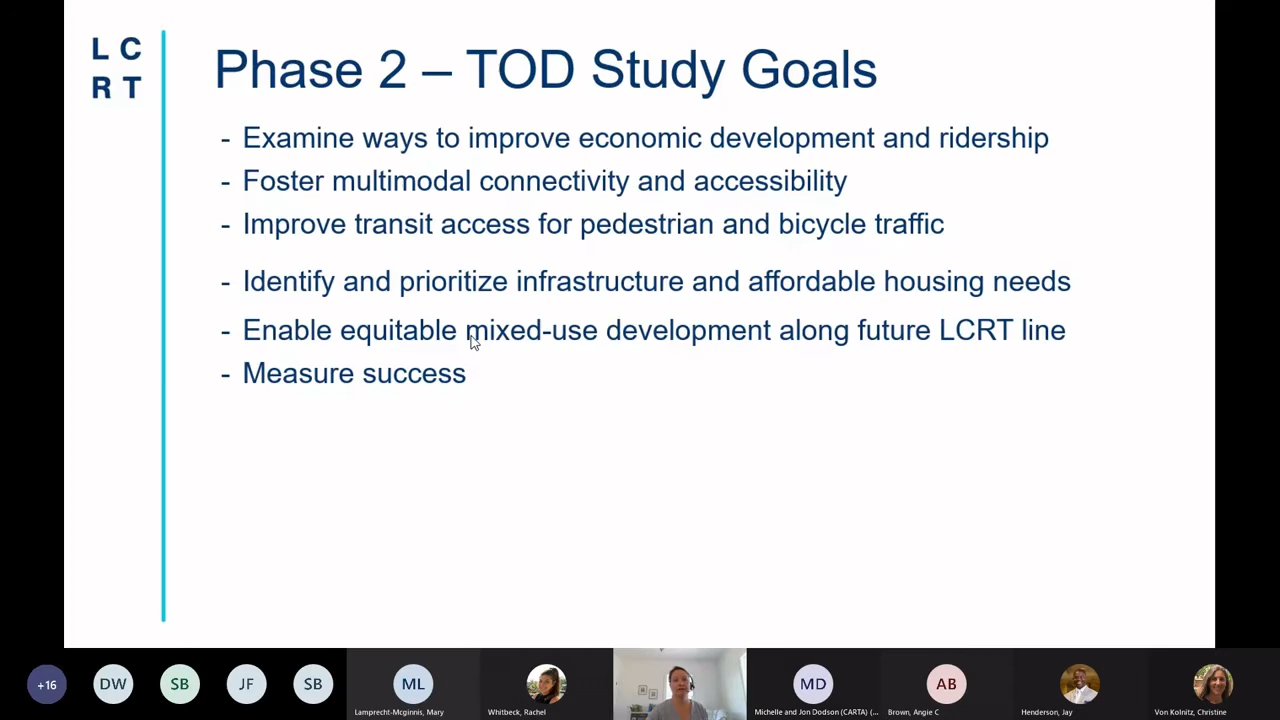 L C
R T
Phase 2 – TOD Study Goals
- Examine ways to improve economic development and ridership
- Foster multimodal connectivity and accessibility
- Improve transit access for pedestrian and bicycle traffic
- Identify and prioritize infrastructure and affordable housing needs
- Enable equitable mixed-use development along future LCRT line
- Measure success
+16
DW
SB
JF
SB
ML
MD
AB
Lamprecht-Mcginnis, Mary
Whitbeck, Rachel
Michelle and Jon Dodson (CARTA) (...
Brown, Angie C
Henderson, Jay
Von Kolnitz, Christine